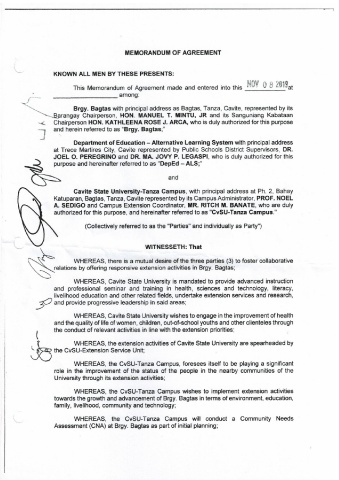 MEMORANDUM OF AGREEMENT
KNOWN ALL MEN BY THESE PRESENTS:
This Memorandum of Agreement made and entered into this NOV 08 2019 at
among:
Brgy. Bagtas with principal address as Bagtas, Tanza, Cavite, represented by its
Barangay Chairperson, HON. MANUEL T. MINTU, JR and its Sanguniang Kabataan
Chairperson HON. KATHLEENA ROSE J. ARCA, who is duly authorized for this purpose
and herein referred to as "Brgy. Bagtas,"
Department of Education – Alternative Learning System with principal address
at Trece Martires City, Cavite represented by Public Schools District Supervisors, DR.
JOEL O. PEREGRINO and DR. MA. JOVY P. LEGASPI, who is duly authorized for this
purpose and hereinafter referred to as "DepEd - ALS;"
and
Cavite State University-Tanza Campus, with principal address at Ph. 2, Bahay
Katuparan, Bagtas, Tanza, Cavite represented by its Campus Administrator, PROF. NOEL
A. SEDIGO and Campus Extension Coordinator, MR. RITCH M. BANATE, who are duly
authorized for this purpose, and hereinafter referred to as "CvSU-Tanza Campus."
(Collectively referred to as the "Parties" and individually as Party")
WITNESSETH: That
WHEREAS, there is a mutual desire of the three parties (3) to foster collaborative
relations by offering responsive extension activities in Brgy. Bagtas;
WHEREAS, Cavite State University is mandated to provide advanced instruction
and professional seminar and training in health, sciences and technology, literacy,
livelihood education and other related fields, undertake extension services and research,
and provide progressive leadership in said areas;
WHEREAS, Cavite State University wishes to engage in the improvement of health
and the quality of life of women, children, out-of-school youths and other clienteles through
the conduct of relevant activities in line with the extension priorities;
WHEREAS, the extension activities of Cavite State University are spearheaded by
the CvSU-Extension Service Unit;
WHEREAS, the CvSU-Tanza Campus, foresees itself to be playing a significant
role in the improvement of the status of the people in the nearby communities of the
University through its extension activities;
WHEREAS, the CvSU-Tanza Campus wishes to implement extension activities
towards the growth and advancement of Brgy. Bagtas in terms of environment, education,
family, livelihood, community and technology;
WHEREAS, the CvSU-Tanza Campus will conduct a Community Needs
Assessment (CNA) at Brgy. Bagtas as part of initial planning;